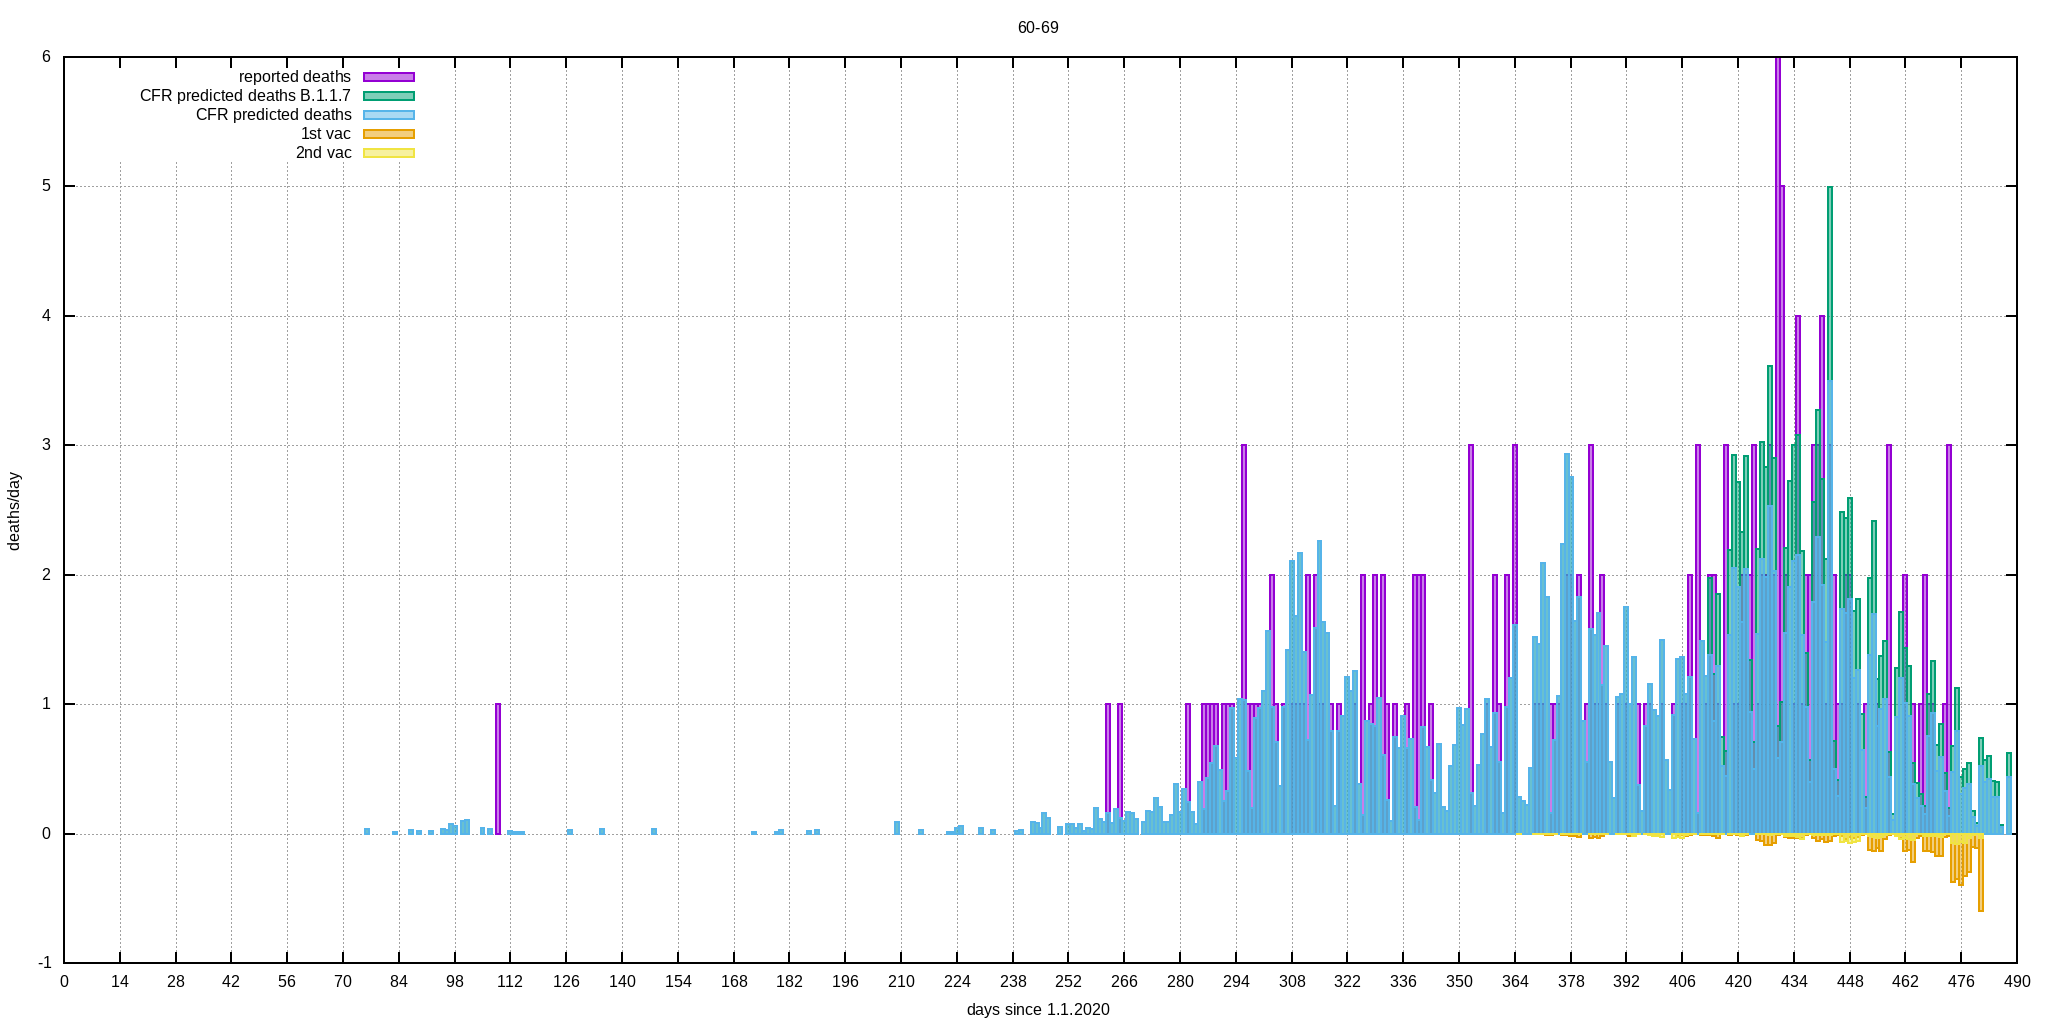 60-69
reported deaths
CFR predicted deaths B.1.1.7
CFR predicted deaths
1st vac
2nd vac
6
5
4
3
2
1
0
-1
deaths/day
0 14 28 42 56 70 84 98 112 126 140 154 168 182 196 210 224 238 252 266 280 294 308 322 336 350 364 378 392 406 420 434 448 462 476 490
days since 1.1.2020